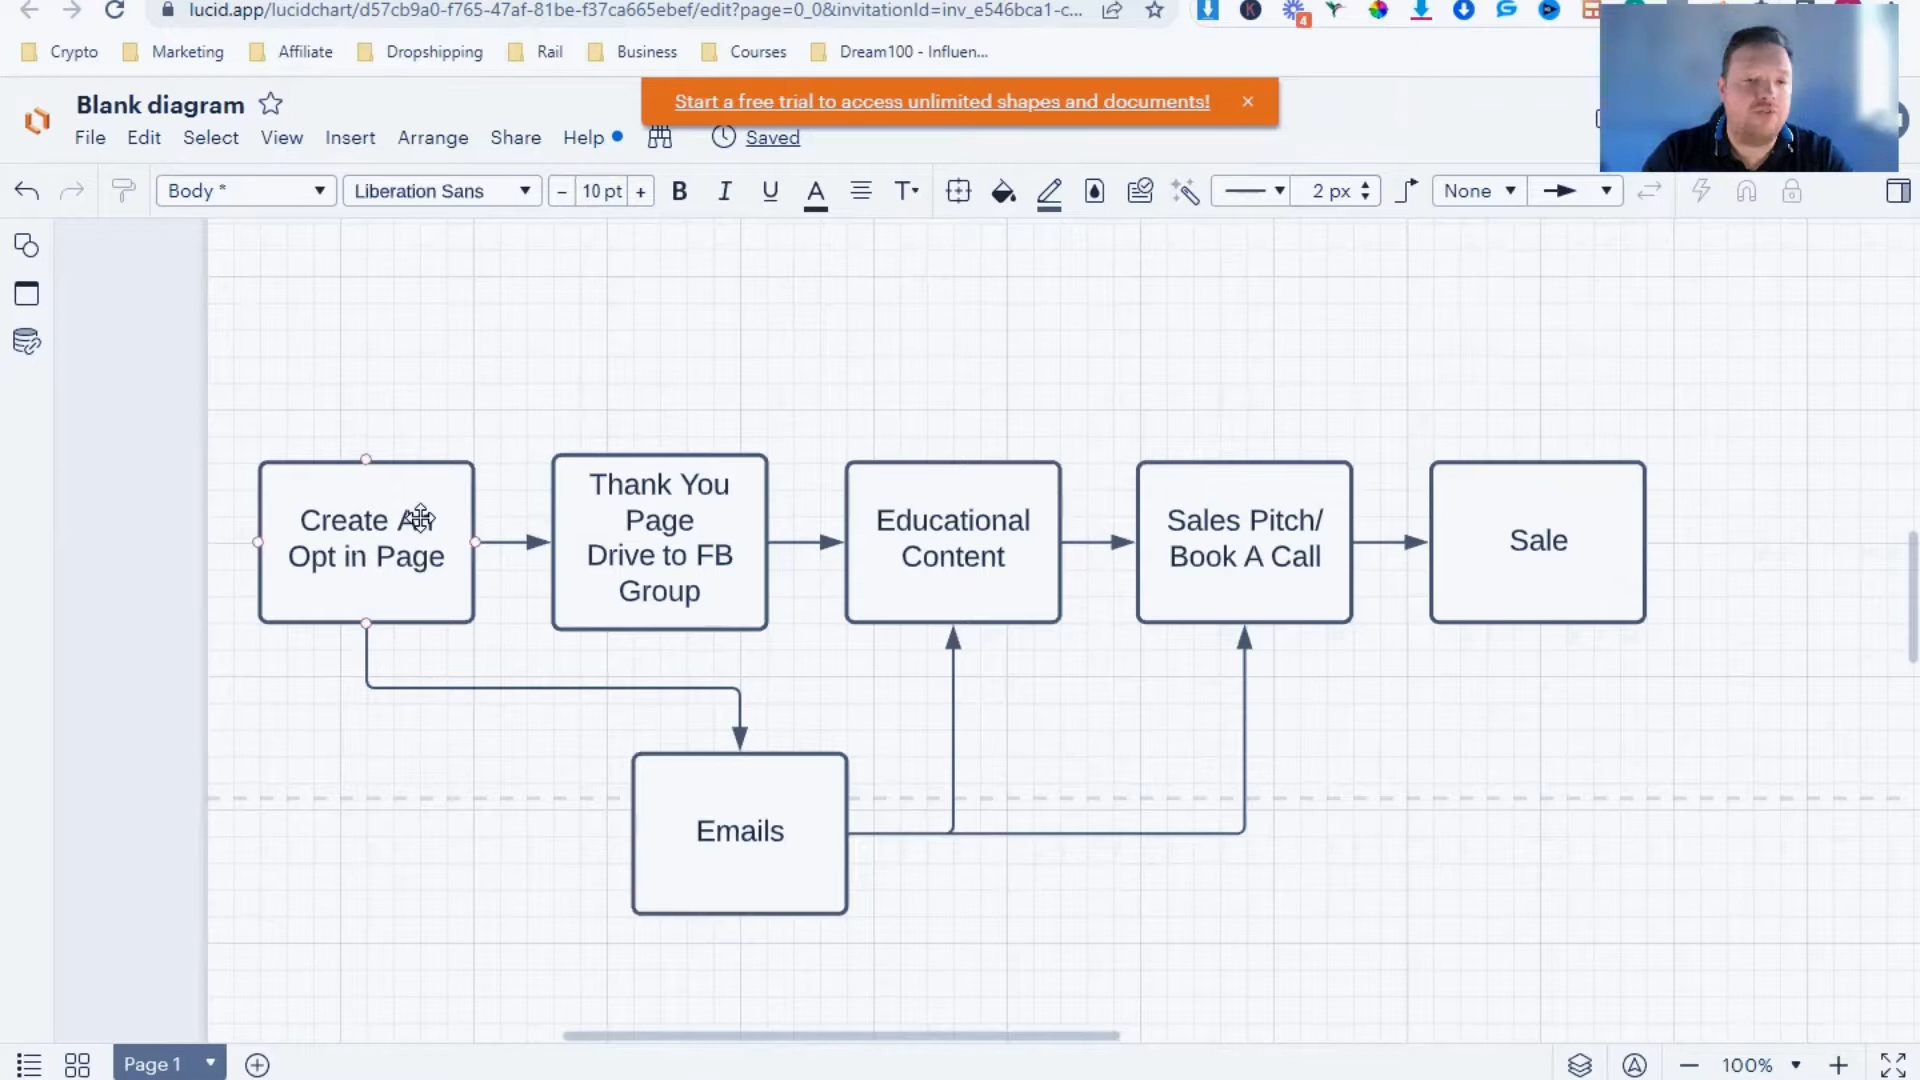 lucid.app/lucidchart/d57cb9a0-f765-47af-81be-f37ca665ebef/edit?page=0_0&invitationId=inv_e546bca1-c...
4
Crypto
Marketing
Affiliate
Dropshipping
Rail
Business
Courses
Dream100 - Influen...
Start a free trial to access unlimited shapes and documents!
Blank diagram
File
Edit
Select
View
Insert
Arrange
Share
Help
Saved
Body *
Liberation Sans
10 pt
B
I
U
A
T
2 px
None
Create
Opt in Page
Thank You
Page
Drive to FB
Group
Educational
Content
Sales Pitch/
Book A Call
Sale
Emails
Page 1
100%